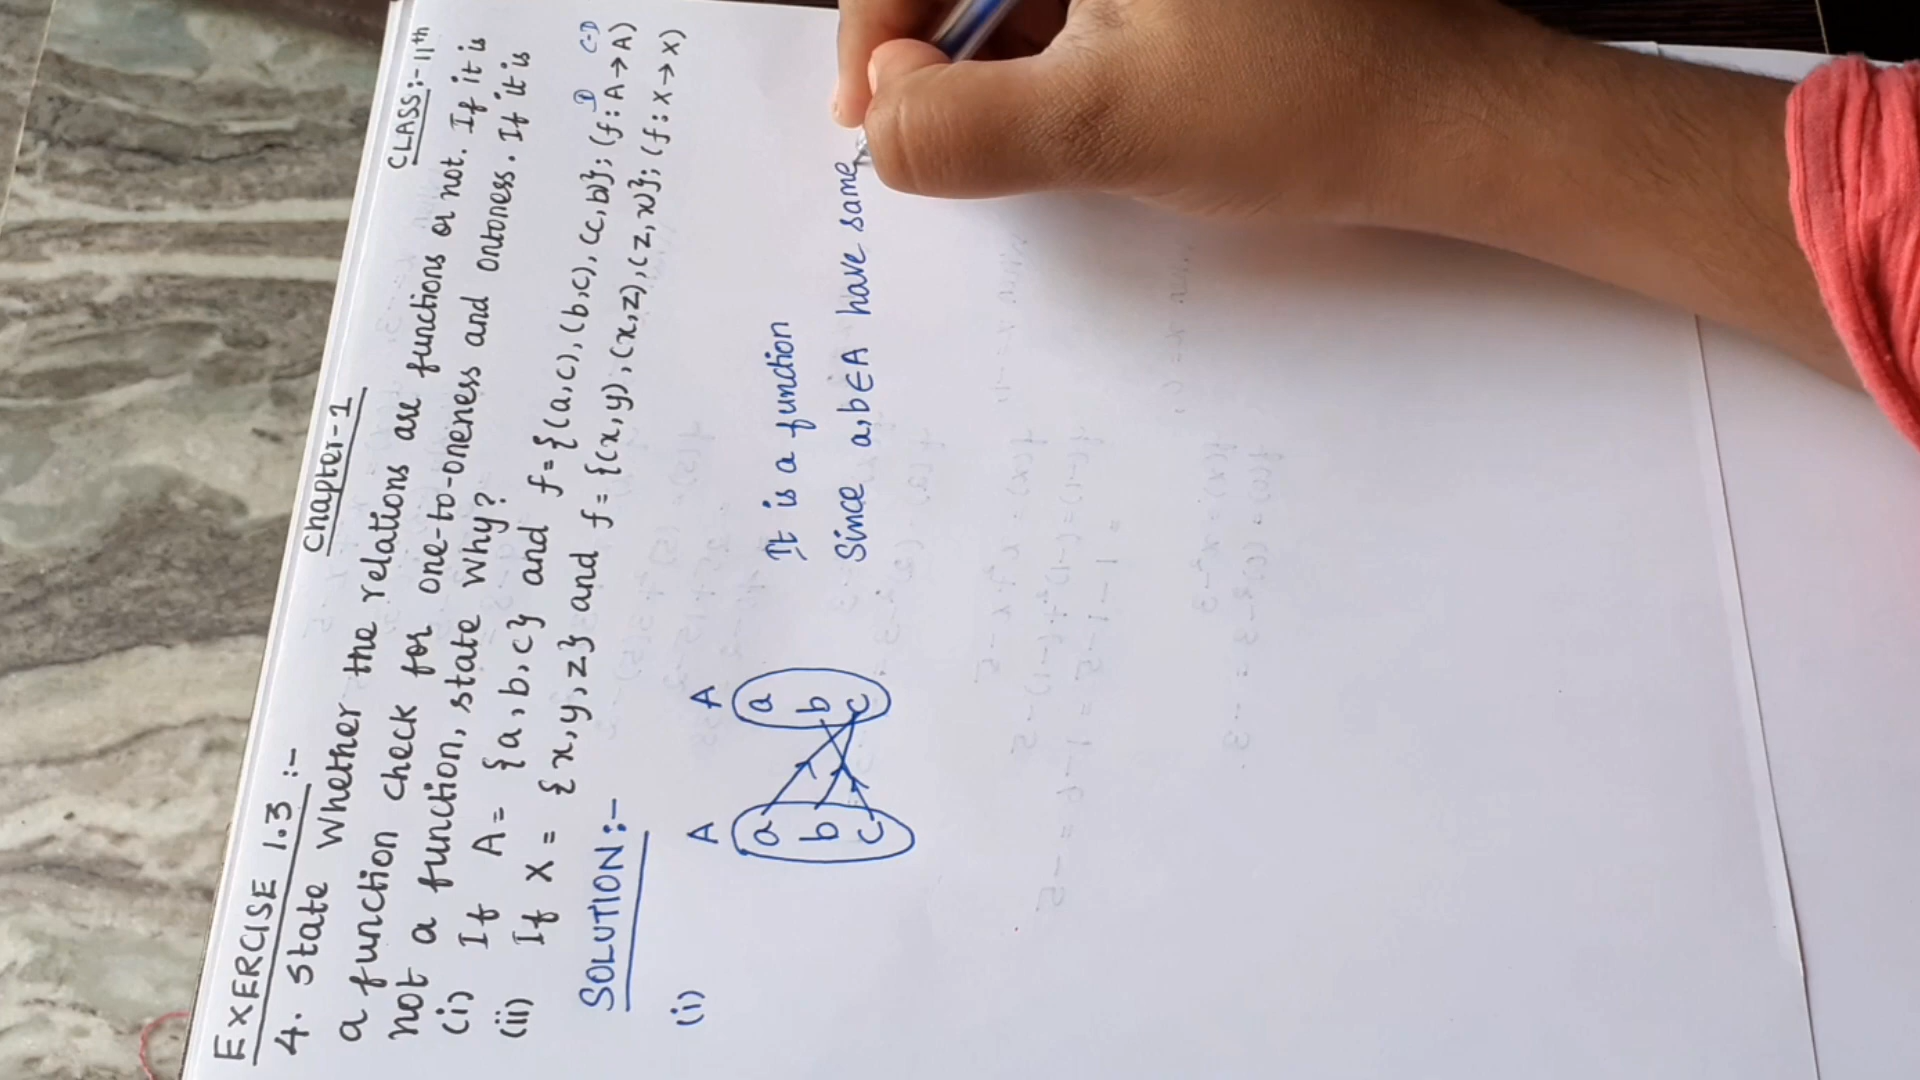 EXERCISE 1.3 :-
Chapter-1
CLASS:-11th
4. State whether the relations are functions or not. If it is
a function check for one-to-oneness and ontoness. If it is
not a function, state why?
(i) If A = {a,b,c} and f={(a,c),(b,c),(c,b)}; (f: A→A)
D C-D
(ii) If X = {x,y,z} and f = {(x,y),(x,z),(z,x)}; (f: X→X)
SOLUTION:-
(i)
A A
a a
b b
c c
It is a function
Since a,b∈A have same